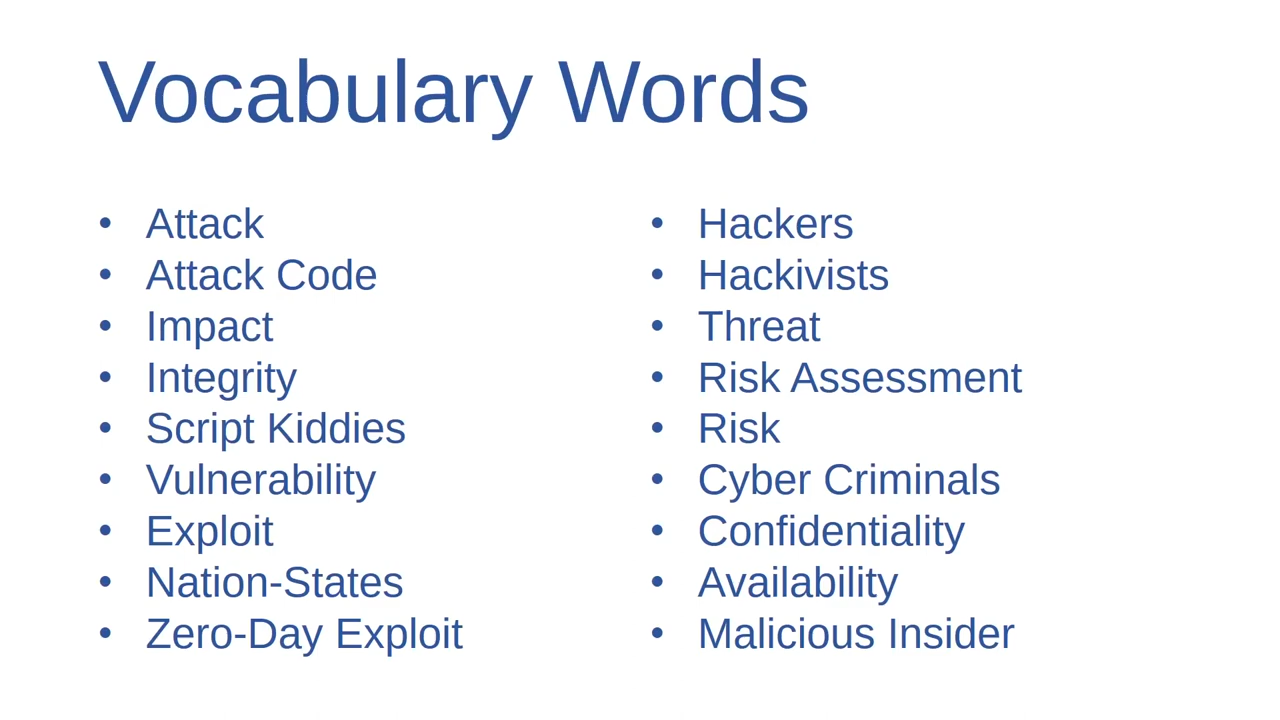 Vocabulary Words
• Attack
• Attack Code
• Impact
• Integrity
• Script Kiddies
• Vulnerability
• Exploit
• Nation-States
• Zero-Day Exploit
• Hackers
• Hackivists
• Threat
• Risk Assessment
• Risk
• Cyber Criminals
• Confidentiality
• Availability
• Malicious Insider